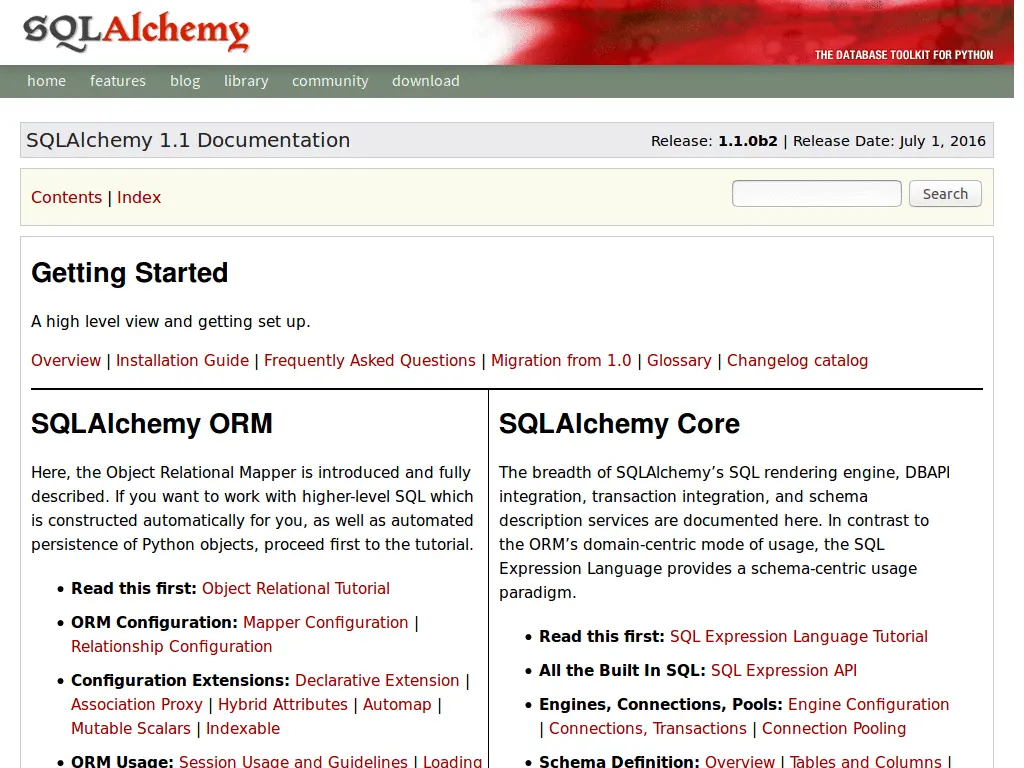 SQLAlchemy
THE DATABASE TOOLKIT FOR PYTHON
home features blog library community download
SQLAlchemy 1.1 Documentation
Release: 1.1.0b2 | Release Date: July 1, 2016
Contents | Index
Search
Getting Started
A high level view and getting set up.
Overview | Installation Guide | Frequently Asked Questions | Migration from 1.0 | Glossary | Changelog catalog
SQLAlchemy ORM
Here, the Object Relational Mapper is introduced and fully
described. If you want to work with higher-level SQL which
is constructed automatically for you, as well as automated
persistence of Python objects, proceed first to the tutorial.
• Read this first: Object Relational Tutorial
• ORM Configuration: Mapper Configuration |
Relationship Configuration
• Configuration Extensions: Declarative Extension |
Association Proxy | Hybrid Attributes | Automap |
Mutable Scalars | Indexable
• ORM Usage: Session Usage and Guidelines | Loading
SQLAlchemy Core
The breadth of SQLAlchemy’s SQL rendering engine, DBAPI
integration, transaction integration, and schema
description services are documented here. In contrast to
the ORM’s domain-centric mode of usage, the SQL
Expression Language provides a schema-centric usage
paradigm.
• Read this first: SQL Expression Language Tutorial
• All the Built In SQL: SQL Expression API
• Engines, Connections, Pools: Engine Configuration
| Connections, Transactions | Connection Pooling
• Schema Definition: Overview | Tables and Columns |